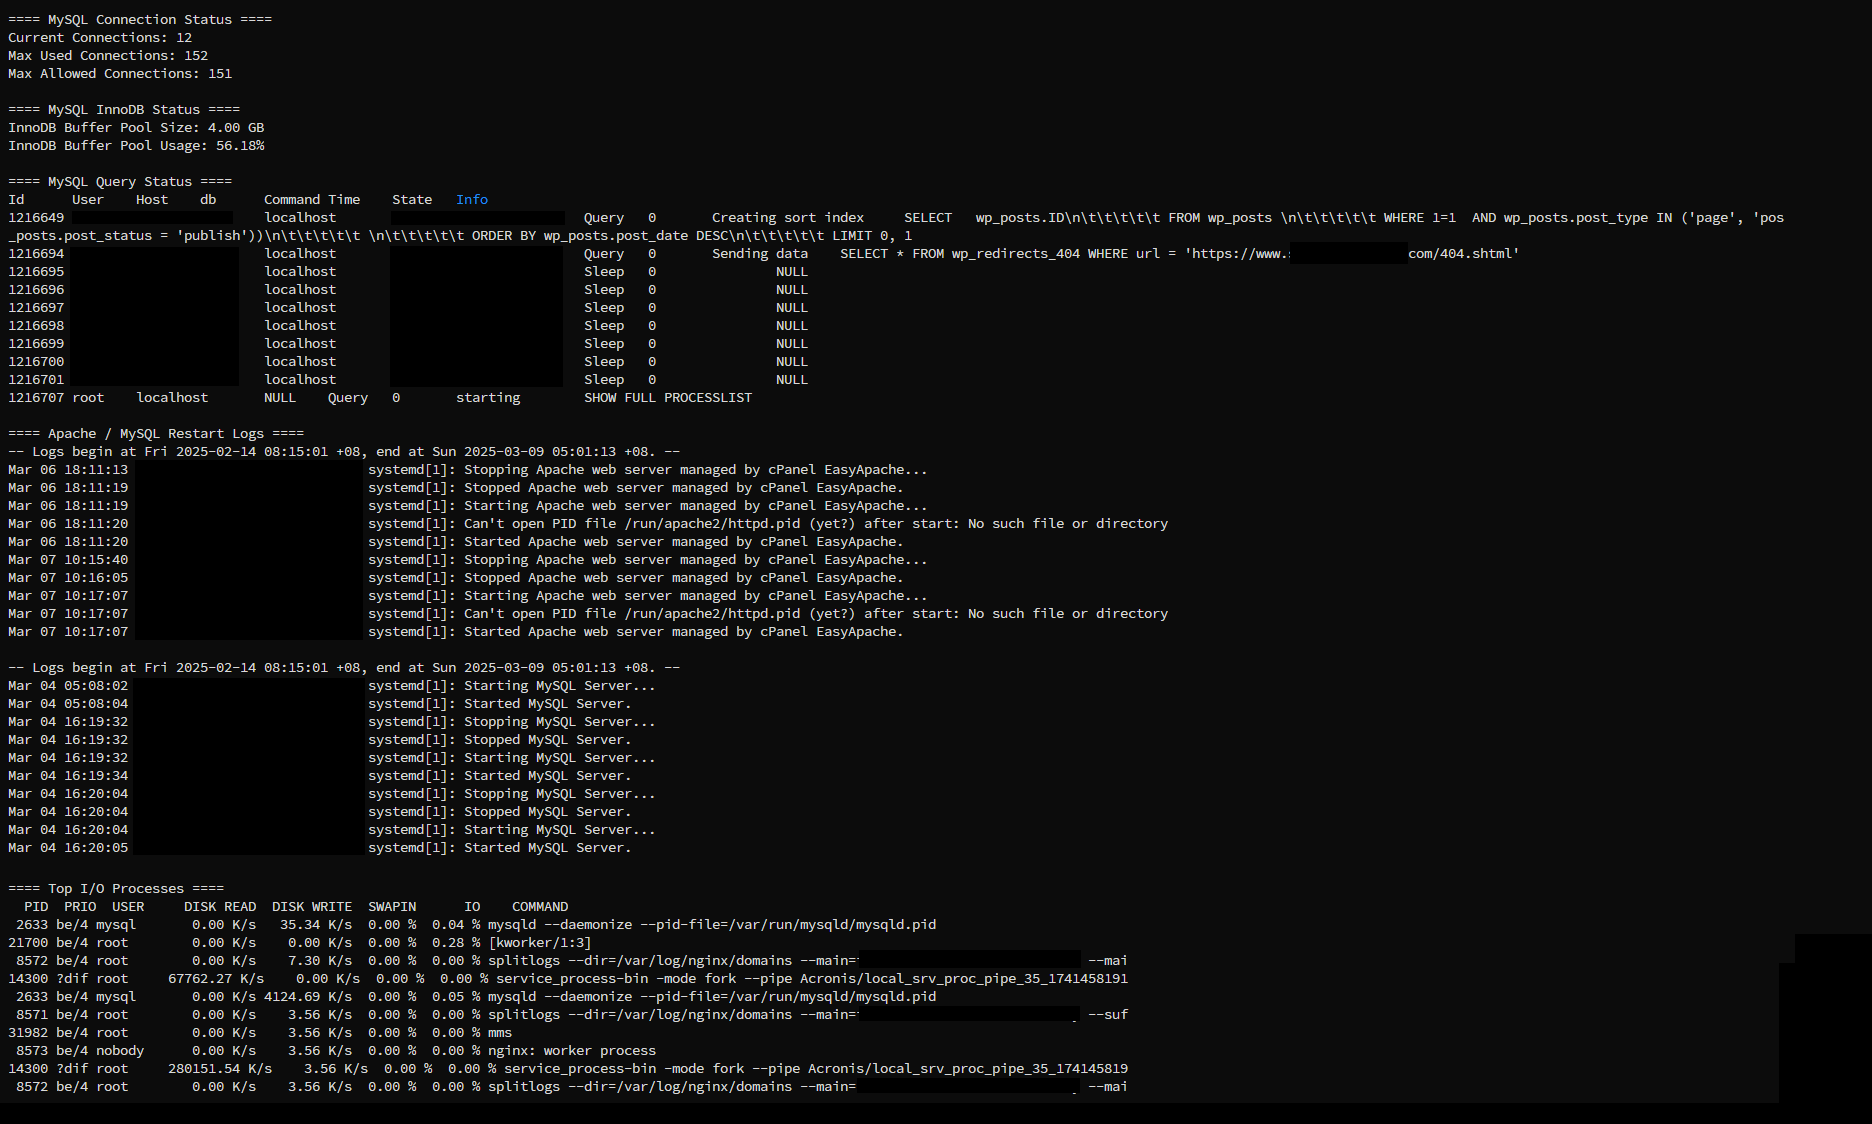 ==== MySQL Connection Status ====
Current Connections: 12
Max Used Connections: 152
Max Allowed Connections: 151
==== MySQL InnoDB Status ====
InnoDB Buffer Pool Size: 4.00 GB
InnoDB Buffer Pool Usage: 56.18%
==== MySQL Query Status ====
Id User Host db Command Time State Info
1216649 localhost Query 0 Creating sort index SELECT wp_posts.ID\n\t\t\t\t\t FROM wp_posts \n\t\t\t\t\t WHERE 1=1 AND wp_posts.post_type IN ('page', 'pos
_posts.post_status = 'publish'))\n\t\t\t\t\t \n\t\t\t\t\t ORDER BY wp_posts.post_date DESC\n\t\t\t\t\t LIMIT 0, 1
1216694 localhost Query 0 Sending data SELECT * FROM wp_redirects_404 WHERE url = 'https://www. com/404.shtml'
1216695 localhost Sleep 0 NULL
1216696 localhost Sleep 0 NULL
1216697 localhost Sleep 0 NULL
1216698 localhost Sleep 0 NULL
1216699 localhost Sleep 0 NULL
1216700 localhost Sleep 0 NULL
1216701 localhost Sleep 0 NULL
1216707 root localhost NULL Query 0 starting SHOW FULL PROCESSLIST
==== Apache / MySQL Restart Logs ====
-- Logs begin at Fri 2025-02-14 08:15:01 +08, end at Sun 2025-03-09 05:01:13 +08. --
Mar 06 18:11:13 systemd[1]: Stopping Apache web server managed by cPanel EasyApache...
Mar 06 18:11:19 systemd[1]: Stopped Apache web server managed by cPanel EasyApache.
Mar 06 18:11:19 systemd[1]: Starting Apache web server managed by cPanel EasyApache...
Mar 06 18:11:20 systemd[1]: Can't open PID file /run/apache2/httpd.pid (yet?) after start: No such file or directory
Mar 06 18:11:20 systemd[1]: Started Apache web server managed by cPanel EasyApache.
Mar 07 10:15:40 systemd[1]: Stopping Apache web server managed by cPanel EasyApache...
Mar 07 10:16:05 systemd[1]: Stopped Apache web server managed by cPanel EasyApache.
Mar 07 10:17:07 systemd[1]: Starting Apache web server managed by cPanel EasyApache...
Mar 07 10:17:07 systemd[1]: Can't open PID file /run/apache2/httpd.pid (yet?) after start: No such file or directory
Mar 07 10:17:07 systemd[1]: Started Apache web server managed by cPanel EasyApache.
-- Logs begin at Fri 2025-02-14 08:15:01 +08, end at Sun 2025-03-09 05:01:13 +08. --
Mar 04 05:08:02 systemd[1]: Starting MySQL Server...
Mar 04 05:08:04 systemd[1]: Started MySQL Server.
Mar 04 16:19:32 systemd[1]: Stopping MySQL Server...
Mar 04 16:19:32 systemd[1]: Stopped MySQL Server.
Mar 04 16:19:32 systemd[1]: Starting MySQL Server...
Mar 04 16:19:34 systemd[1]: Started MySQL Server.
Mar 04 16:20:04 systemd[1]: Stopping MySQL Server...
Mar 04 16:20:04 systemd[1]: Stopped MySQL Server.
Mar 04 16:20:04 systemd[1]: Starting MySQL Server...
Mar 04 16:20:05 systemd[1]: Started MySQL Server.
==== Top I/O Processes ====
PID PRIO USER DISK READ DISK WRITE SWAPIN IO COMMAND
2633 be/4 mysql 0.00 K/s 35.34 K/s 0.00 % 0.04 % mysqld --daemonize --pid-file=/var/run/mysqld/mysqld.pid
21700 be/4 root 0.00 K/s 0.00 K/s 0.00 % 0.28 % [kworker/1:3]
8572 be/4 root 0.00 K/s 7.30 K/s 0.00 % 0.00 % splitlogs --dir=/var/log/nginx/domains --main= --mai
14300 ?dif root 67762.27 K/s 0.00 K/s 0.00 % 0.00 % service_process-bin -mode fork --pipe Acronis/local_srv_proc_pipe_35_1741458191
2633 be/4 mysql 0.00 K/s 4124.69 K/s 0.00 % 0.05 % mysqld --daemonize --pid-file=/var/run/mysqld/mysqld.pid
8571 be/4 root 0.00 K/s 3.56 K/s 0.00 % 0.00 % splitlogs --dir=/var/log/nginx/domains --main= --suf
31982 be/4 root 0.00 K/s 3.56 K/s 0.00 % 0.00 % mms
8573 be/4 nobody 0.00 K/s 3.56 K/s 0.00 % 0.00 % nginx: worker process
14300 ?dif root 280151.54 K/s 3.56 K/s 0.00 % 0.00 % service_process-bin -mode fork --pipe Acronis/local_srv_proc_pipe_35_174145819
8572 be/4 root 0.00 K/s 3.56 K/s 0.00 % 0.00 % splitlogs --dir=/var/log/nginx/domains --main= --mai